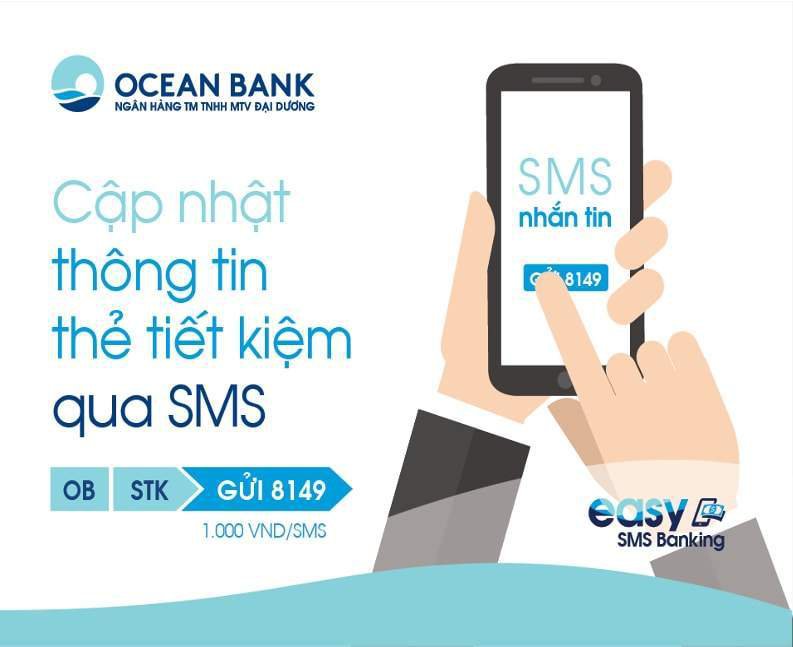 OCEAN BANK
NGÂN HÀNG TM TNHH MTV ĐẠI DƯƠNG
Cập nhật
thông tin
thẻ tiết kiệm
qua SMS
OB STK GỬI 8149
1.000 VND/SMS
SMS
nhắn tin
GỬI 8149
easy
SMS Banking